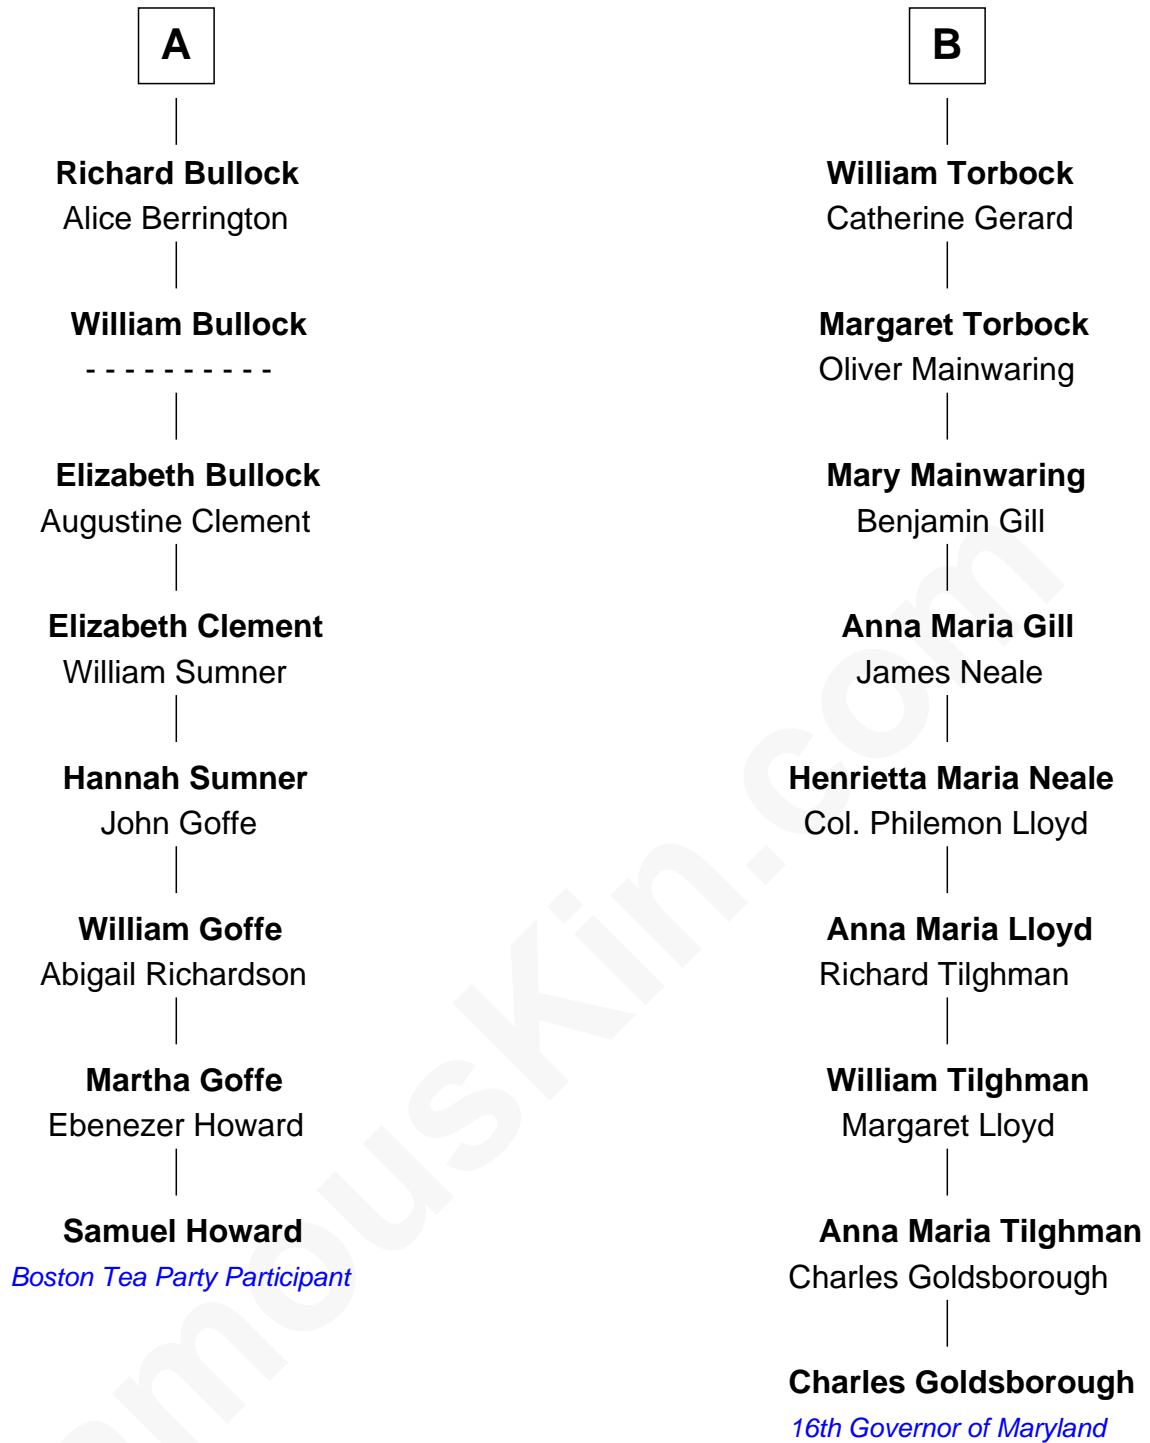 A
Richard Bullock
Alice Berrington
William Bullock
- - - - - - - - - -
Elizabeth Bullock
Augustine Clement
Elizabeth Clement
William Sumner
Hannah Sumner
John Goffe
William Goffe
Abigail Richardson
Martha Goffe
Ebenezer Howard
Samuel Howard
Boston Tea Party Participant
B
William Torbock
Catherine Gerard
Margaret Torbock
Oliver Mainwaring
Mary Mainwaring
Benjamin Gill
Anna Maria Gill
James Neale
Henrietta Maria Neale
Col. Philemon Lloyd
Anna Maria Lloyd
Richard Tilghman
William Tilghman
Margaret Lloyd
Anna Maria Tilghman
Charles Goldsborough
Charles Goldsborough
16th Governor of Maryland
amouskin.com